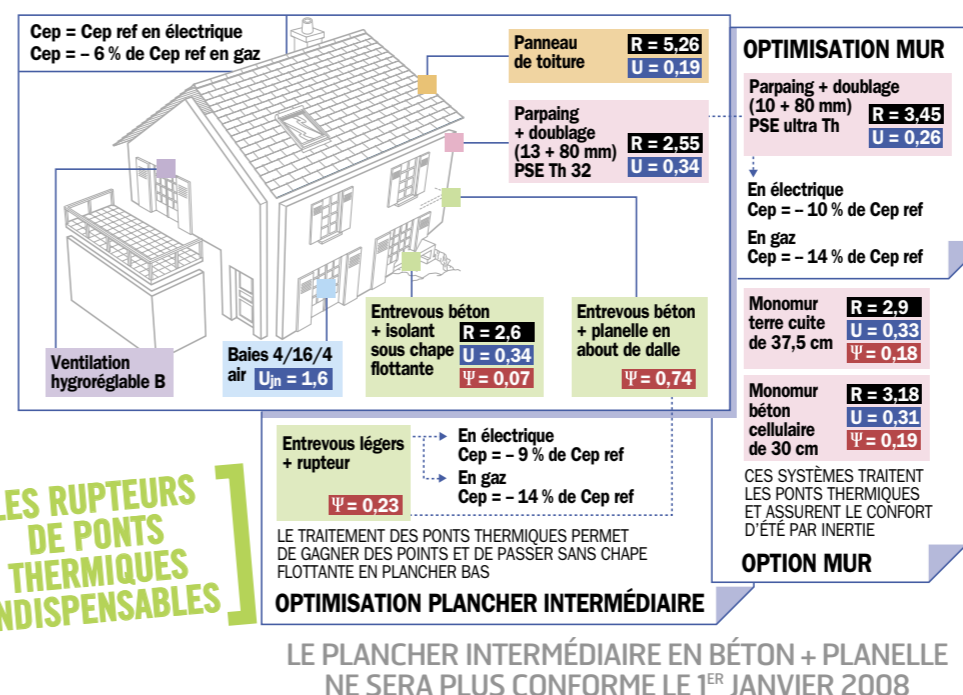 Cep = Cep ref en électrique
Cep = – 6 % de Cep ref en gaz
Panneau
de toiture
R = 5,26
U = 0,19
Parpaing
+ doublage
(13 + 80 mm)
PSE Th 32
R = 2,55
U = 0,34
Ventilation
hygroréglable B
Baies 4/16/4
air Ujn = 1,6
Entrevous béton
+ isolant
sous chape
flottante
R = 2,6
U = 0,34
Ψ = 0,07
Entrevous béton
+ planelle en
about de dalle
Ψ = 0,74
OPTIMISATION MUR
Parpaing + doublage
(10 + 80 mm)
PSE ultra Th
R = 3,45
U = 0,26
En électrique
Cep = – 10 % de Cep ref
En gaz
Cep = – 14 % de Cep ref
Monomur
terre cuite
de 37,5 cm
R = 2,9
U = 0,33
Ψ = 0,18
Monomur
béton
cellulaire
de 30 cm
R = 3,18
U = 0,31
Ψ = 0,19
CES SYSTÈMES TRAITENT
LES PONTS THERMIQUES
ET ASSURENT LE CONFORT
D'ÉTÉ PAR INERTIE
OPTION MUR
Entrevous légers
+ rupteur
Ψ = 0,23
En électrique
Cep = – 9 % de Cep ref
En gaz
Cep = – 14 % de Cep ref
LE TRAITEMENT DES PONTS THERMIQUES PERMET
DE GAGNER DES POINTS ET DE PASSER SANS CHAPE
FLOTTANTE EN PLANCHER BAS
OPTIMISATION PLANCHER INTERMÉDIAIRE
LES RUPTEURS
DE PONTS
THERMIQUES
INDISPENSABLES
LE PLANCHER INTERMÉDIAIRE EN BÉTON + PLANELLE
NE SERA PLUS CONFORME LE 1ER JANVIER 2008